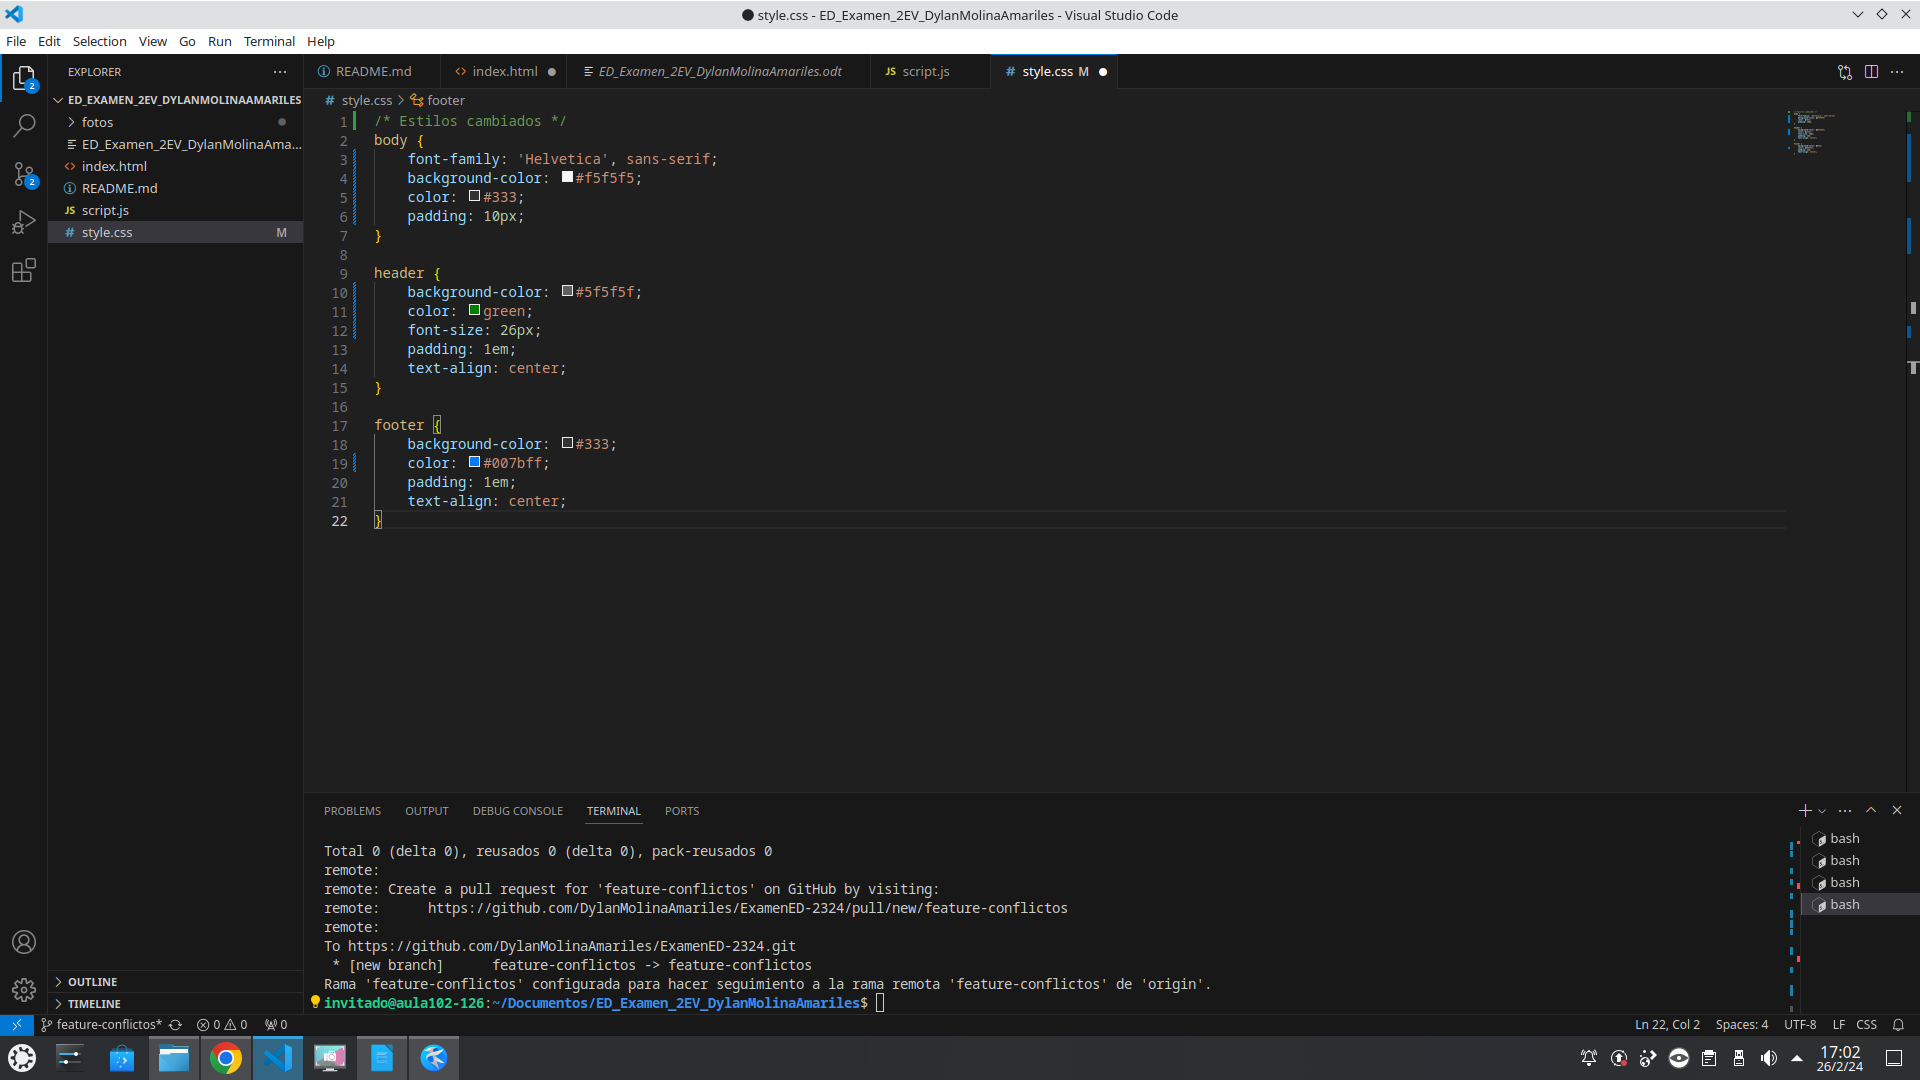 style.css - ED_Examen_2EV_DylanMolinaAmariles - Visual Studio Code
File Edit Selection View Go Run Terminal Help
EXPLORER
README.md
index.html
ED_Examen_2EV_DylanMolinaAmariles.odt
JS script.js
# style.css M
2
2
ED_EXAMEN_2EV_DYLANMOLINAAMARILES
fotos
ED_Examen_2EV_DylanMolinaAma...
<> index.html
README.md
JS script.js
# style.css M
# style.css > footer
1 /* Estilos cambiados */
2 body {
3 font-family: 'Helvetica', sans-serif;
4 background-color: #f5f5f5;
5 color: #333;
6 padding: 10px;
7 }
8
9 header {
10 background-color: #5f5f5f;
11 color: green;
12 font-size: 26px;
13 padding: 1em;
14 text-align: center;
15 }
16
17 footer {
18 background-color: #333;
19 color: #007bff;
20 padding: 1em;
21 text-align: center;
22 }
PROBLEMS OUTPUT DEBUG CONSOLE TERMINAL PORTS
Total 0 (delta 0), reusados 0 (delta 0), pack-reusados 0
remote:
remote: Create a pull request for 'feature-conflictos' on GitHub by visiting:
remote: https://github.com/DylanMolinaAmariles/ExamenED-2324/pull/new/feature-conflictos
remote:
To https://github.com/DylanMolinaAmariles/ExamenED-2324.git
* [new branch] feature-conflictos -> feature-conflictos
Rama 'feature-conflictos' configurada para hacer seguimiento a la rama remota 'feature-conflictos' de 'origin'.
invitado@aula102-126:~/Documentos/ED_Examen_2EV_DylanMolinaAmariles$
bash
bash
bash
bash
OUTLINE
TIMELINE
feature-conflictos* 0 0 0
Ln 22, Col 2 Spaces: 4 UTF-8 LF CSS
17:02
26/2/24